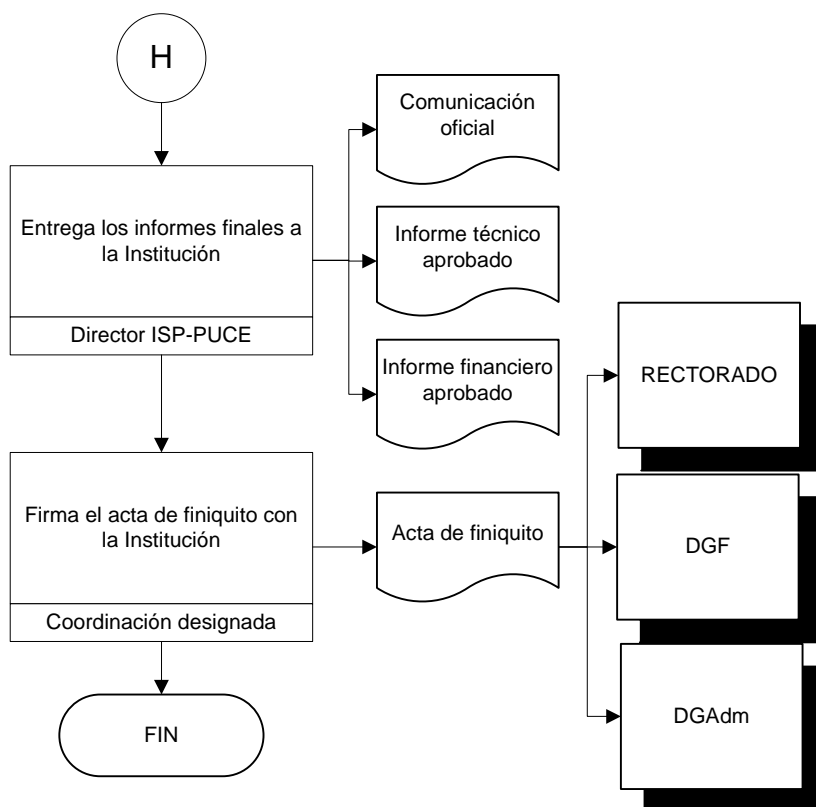 H
Comunicación
oficial
Entrega los informes finales a
la Institución
Director ISP-PUCE
Informe técnico
aprobado
Informe financiero
aprobado
RECTORADO
Firma el acta de finiquito con
la Institución
Coordinación designada
Acta de finiquito
DGF
DGAdm
FIN